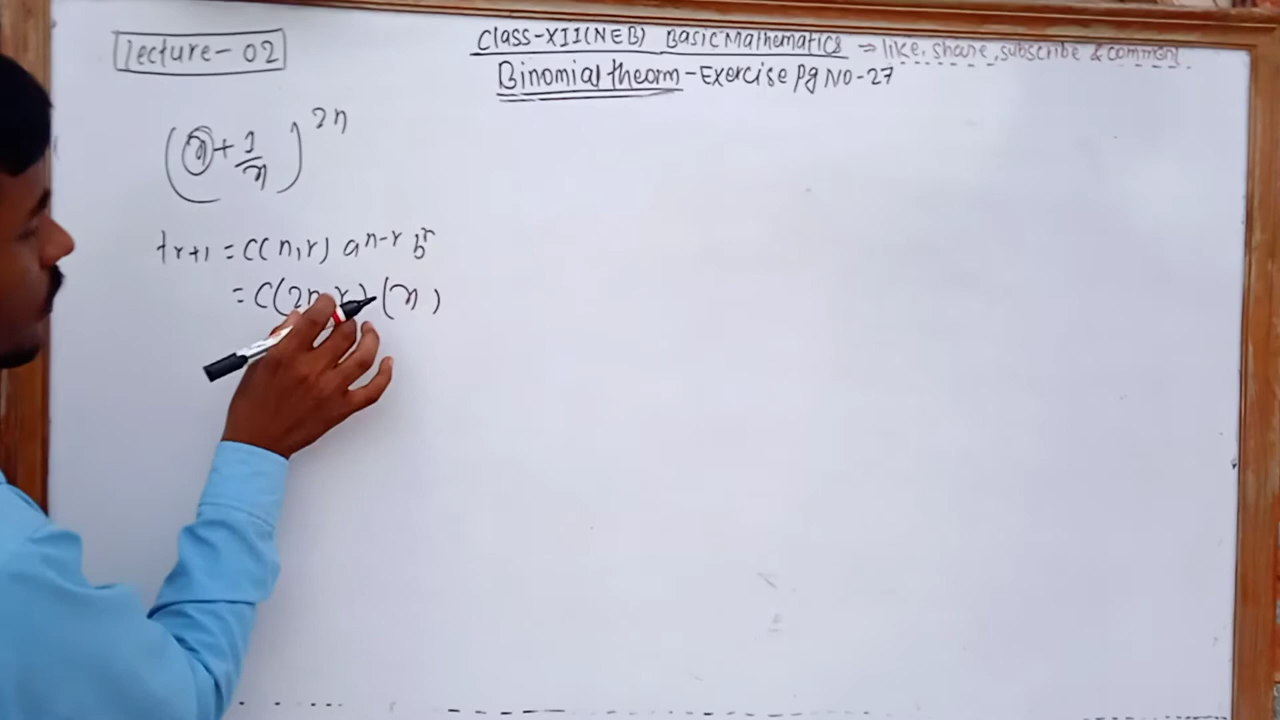 Lecture-02
Class-XII(NEB) Basic Mathematics ⇒ like, share, subscribe & comment
Binomial theorm - Exercise Pg No-27
(x + 1/x)^2n
tr+1 = C(n,r) a^n-r b^r
= C(2n,r) (x )